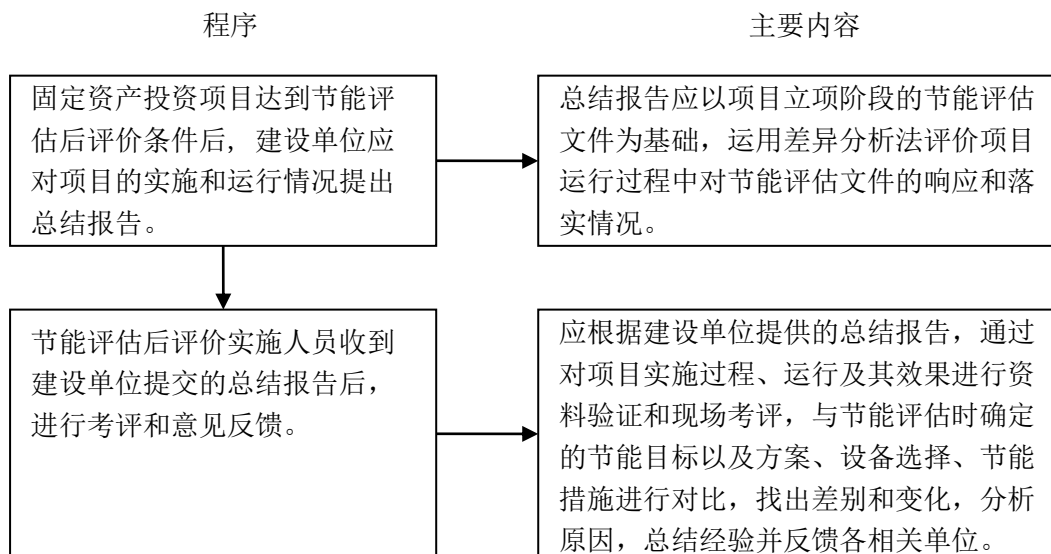 程序
主要内容
固定资产投资项目达到节能评
估后评价条件后，建设单位应
对项目的实施和运行情况提出
总结报告。
总结报告应以项目立项阶段的节能评估
文件为基础，运用差异分析法评价项目
运行过程中对节能评估文件的响应和落
实情况。
节能评估后评价实施人员收到
建设单位提交的总结报告后，
进行考评和意见反馈。
应根据建设单位提供的总结报告，通过
对项目实施过程、运行及其效果进行资
料验证和现场考评，与节能评估时确定
的节能目标以及方案、设备选择、节能
措施进行对比，找出差别和变化，分析
原因，总结经验并反馈各相关单位。